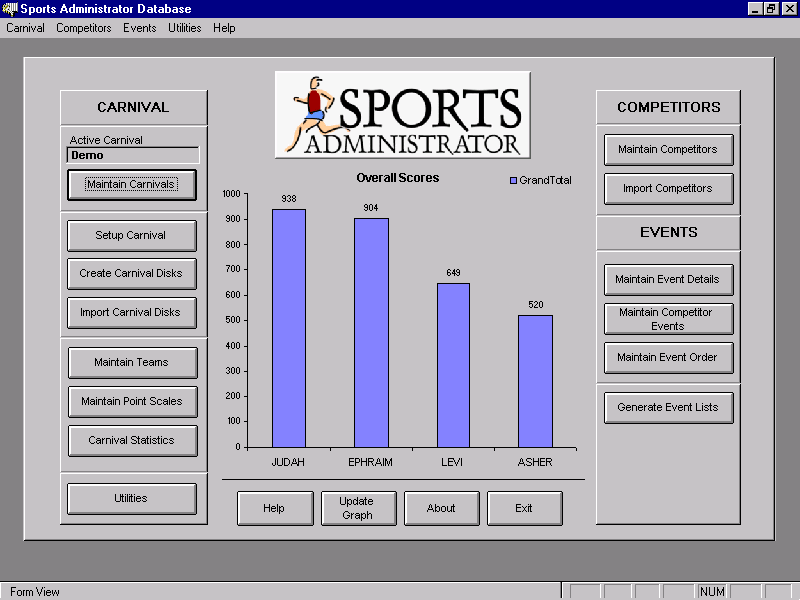 Sports Administrator Database
Carnival Competitors Events Utilities Help
CARNIVAL
Active Carnival
Demo
Maintain Carnivals
Setup Carnival
Create Carnival Disks
Import Carnival Disks
Maintain Teams
Maintain Point Scales
Carnival Statistics
Utilities
SPORTS
ADMINISTRATOR
Overall Scores
GrandTotal
1000
900
800
700
600
500
400
300
200
100
0
938
904
649
520
JUDAH EPHRAIM LEVI ASHER
Help
Update
Graph
About
Exit
COMPETITORS
Maintain Competitors
Import Competitors
EVENTS
Maintain Event Details
Maintain Competitor
Events
Maintain Event Order
Generate Event Lists
Form View
NUM